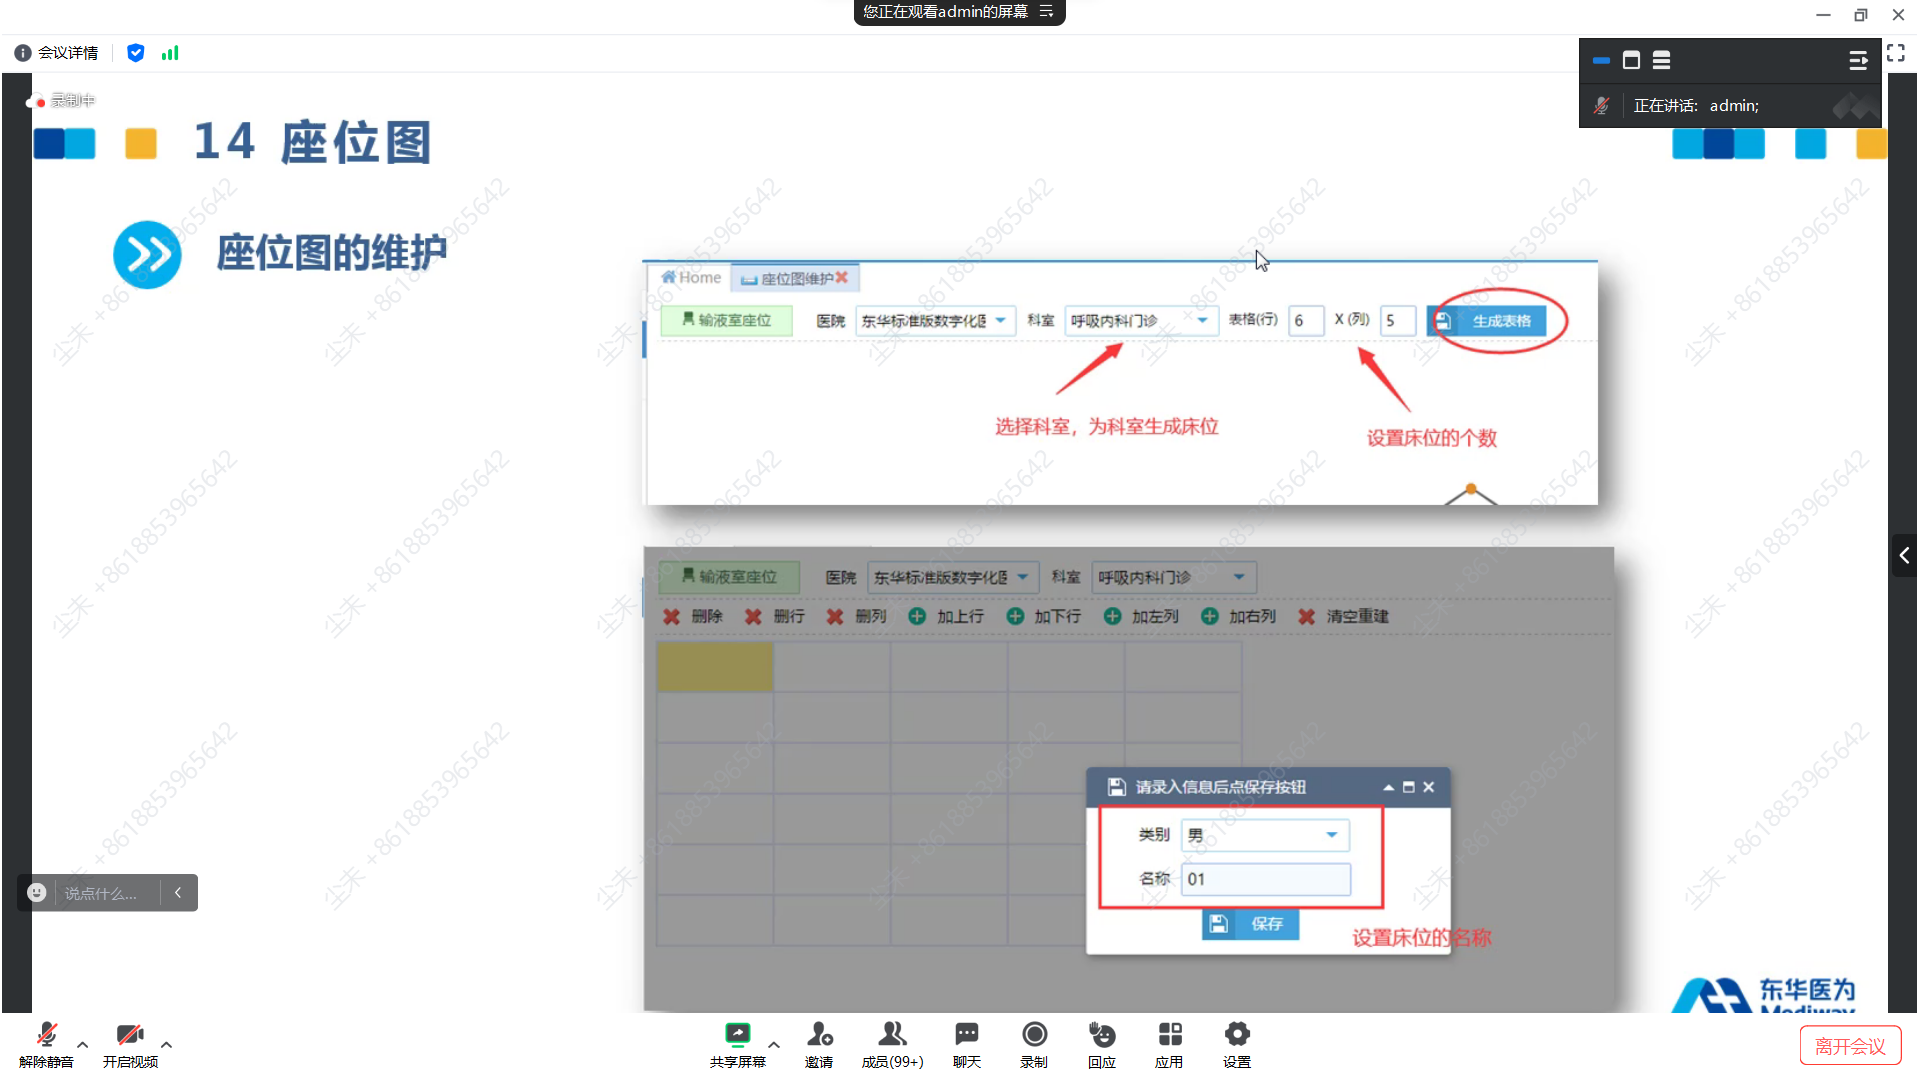 您正在观看admin的屏幕
会议详情
录制中
正在讲话: admin;
14 座位图
座位图的维护
Home 座位图维护
输液室座位 医院 东华标准版数字化医 科室 呼吸内科门诊 表格(行) 6 X (列) 5 生成表格
选择科室，为科室生成床位
设置床位的个数
输液室座位 医院 东华标准版数字化医 科室 呼吸内科门诊
删除 删行 删列 加上行 加下行 加左列 加右列 清空重建
请录入信息后点保存按钮
类别 男
名称 01
保存
设置床位的名称
说点什么...
东华医为
Mediway
解除静音 开启视频 共享屏幕 邀请 成员(99+) 聊天 录制 回应 应用 设置 离开会议
尘未 +8618853965642